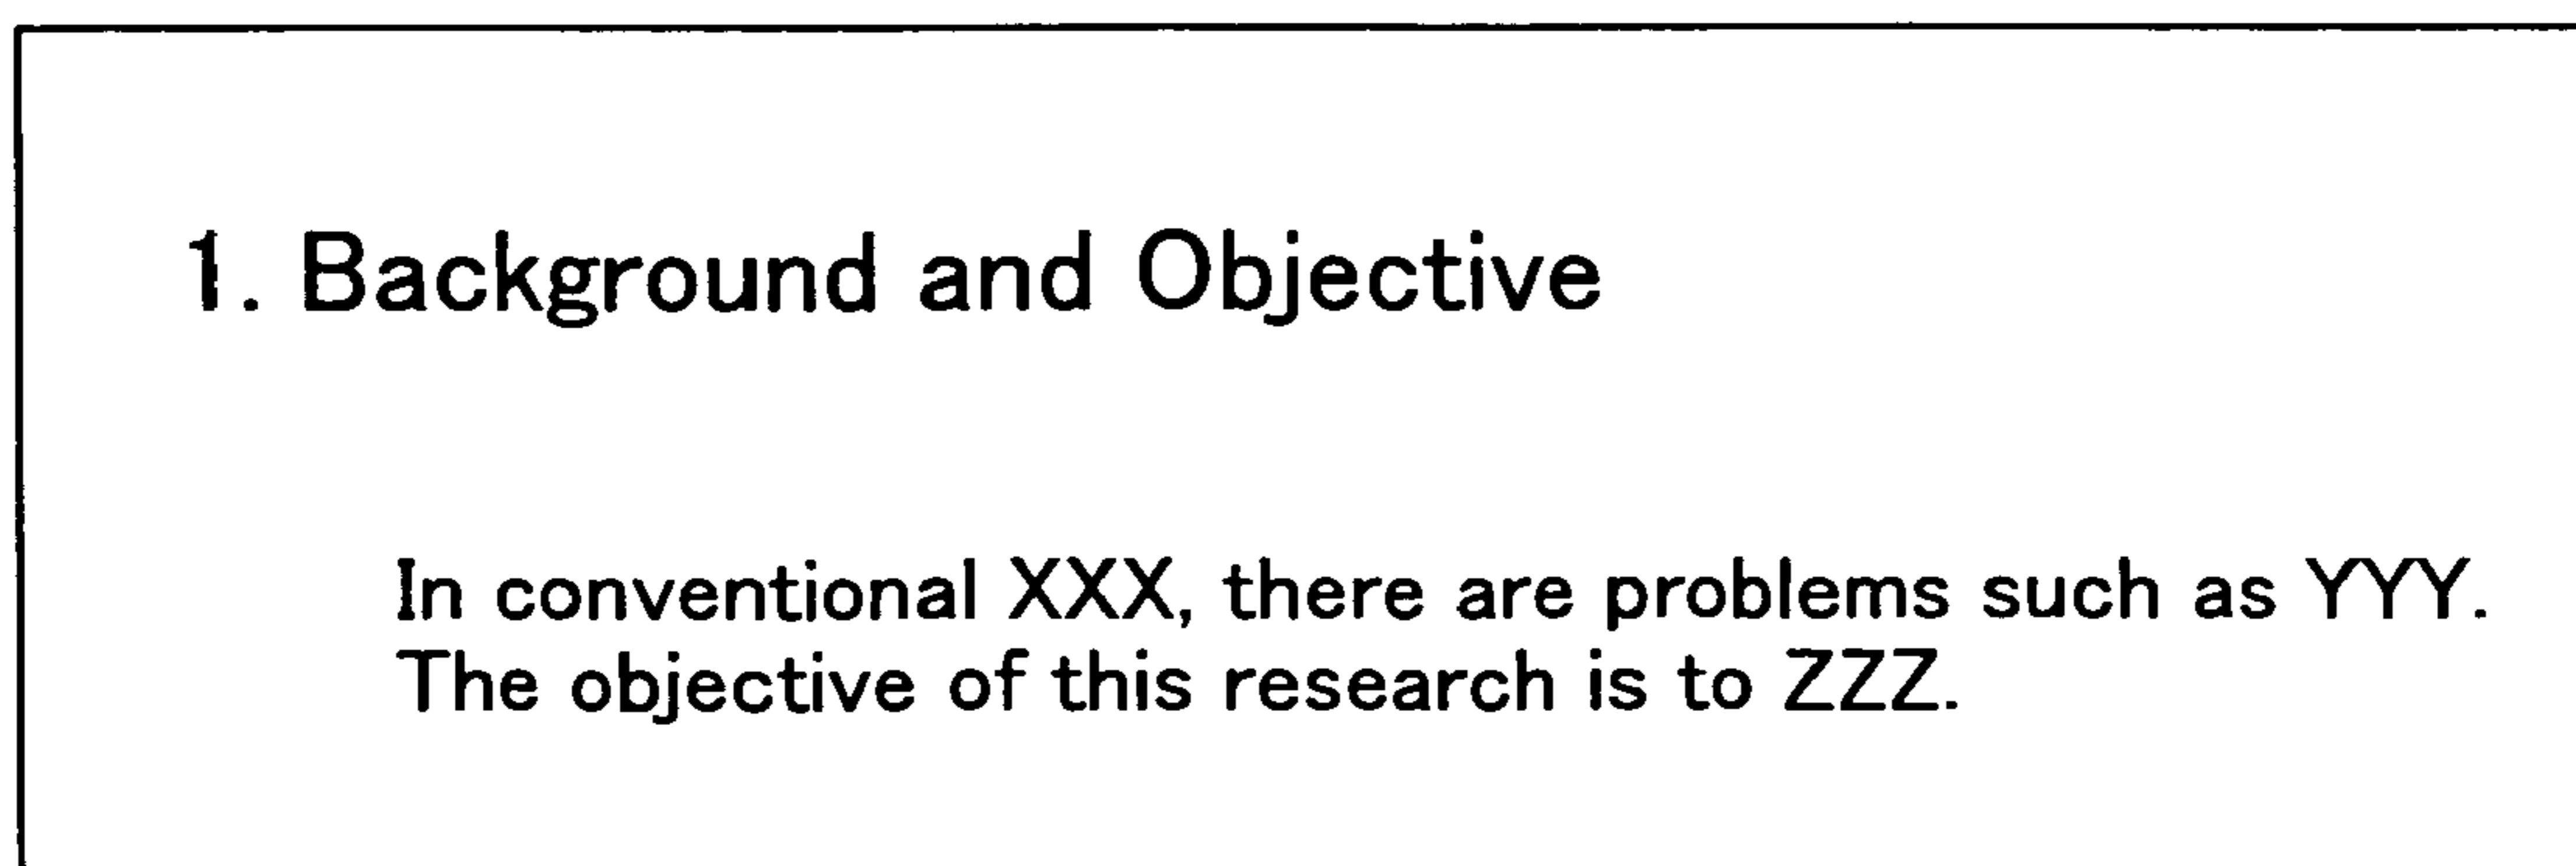 1. Background and Objective
In conventional XXX, there are problems such as YYY.
The objective of this research is to ZZZ.